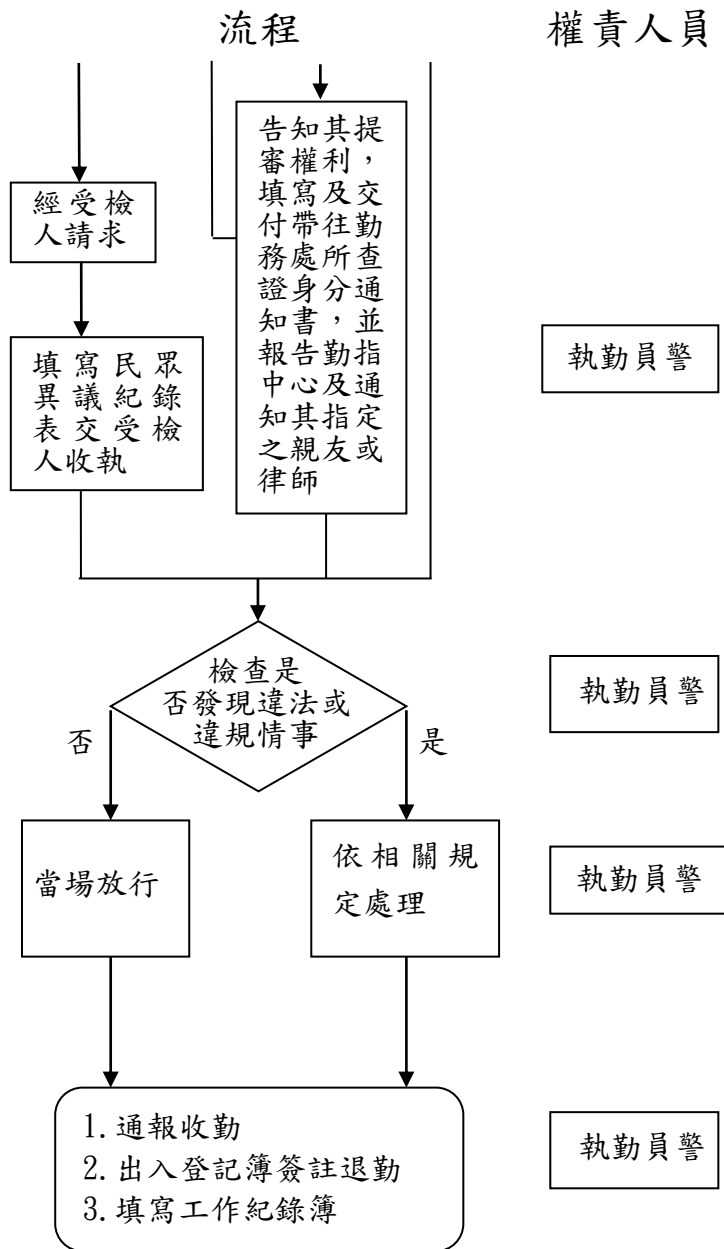 流程
權責人員
經受檢
人請求
填寫民眾
異議紀錄
表交受檢
人收執
告知其提
審權利，
填寫及交
付帶往勤
務處所查
證身分通
知書，並
報告勤指
中心及通
知其指定
之親友或
律師
執勤員警
檢查是
否發現違法或
違規情事
執勤員警
否
是
當場放行
依相關規
定處理
執勤員警
1.通報收勤
2.出入登記簿簽註退勤
3.填寫工作紀錄簿
執勤員警